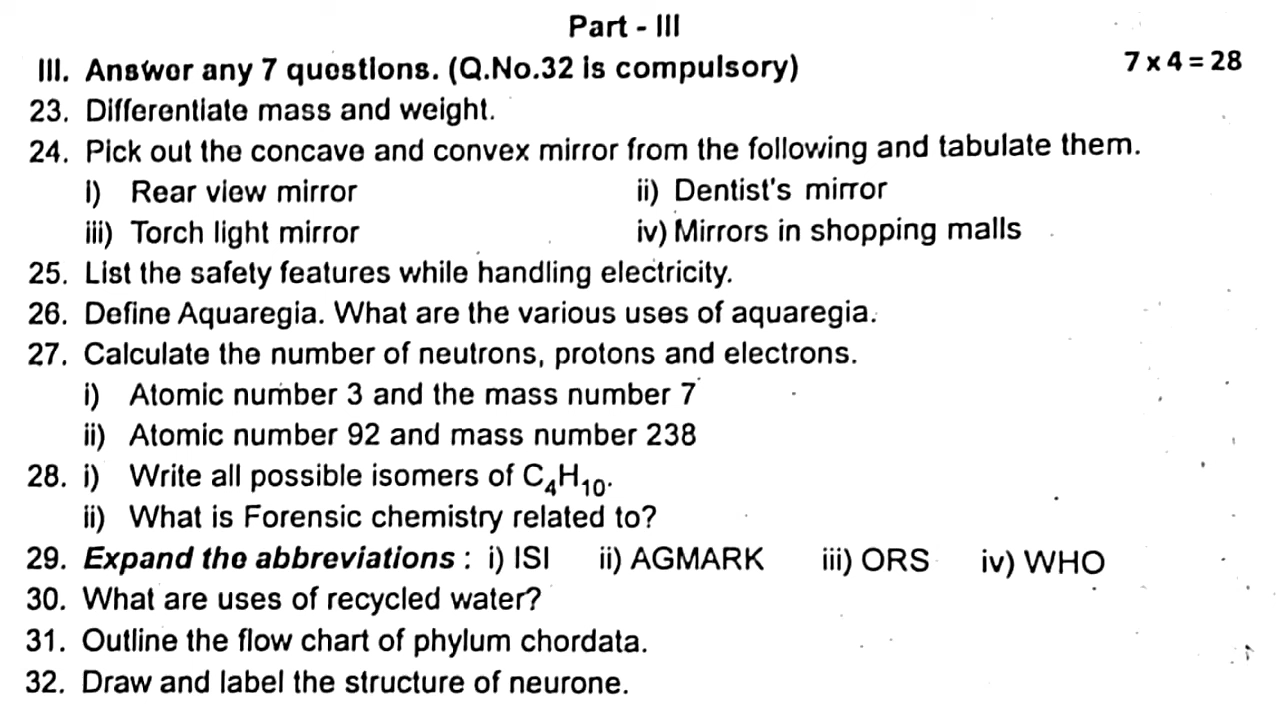 Part - III
III. Answer any 7 questions. (Q.No.32 is compulsory) 7 x 4 = 28
23. Differentiate mass and weight.
24. Pick out the concave and convex mirror from the following and tabulate them.
i) Rear view mirror ii) Dentist's mirror
iii) Torch light mirror iv) Mirrors in shopping malls
25. List the safety features while handling electricity.
26. Define Aquaregia. What are the various uses of aquaregia.
27. Calculate the number of neutrons, protons and electrons.
i) Atomic number 3 and the mass number 7
ii) Atomic number 92 and mass number 238
28. i) Write all possible isomers of C₄H₁₀.
ii) What is Forensic chemistry related to?
29. Expand the abbreviations : i) ISI ii) AGMARK iii) ORS iv) WHO
30. What are uses of recycled water?
31. Outline the flow chart of phylum chordata.
32. Draw and label the structure of neurone.